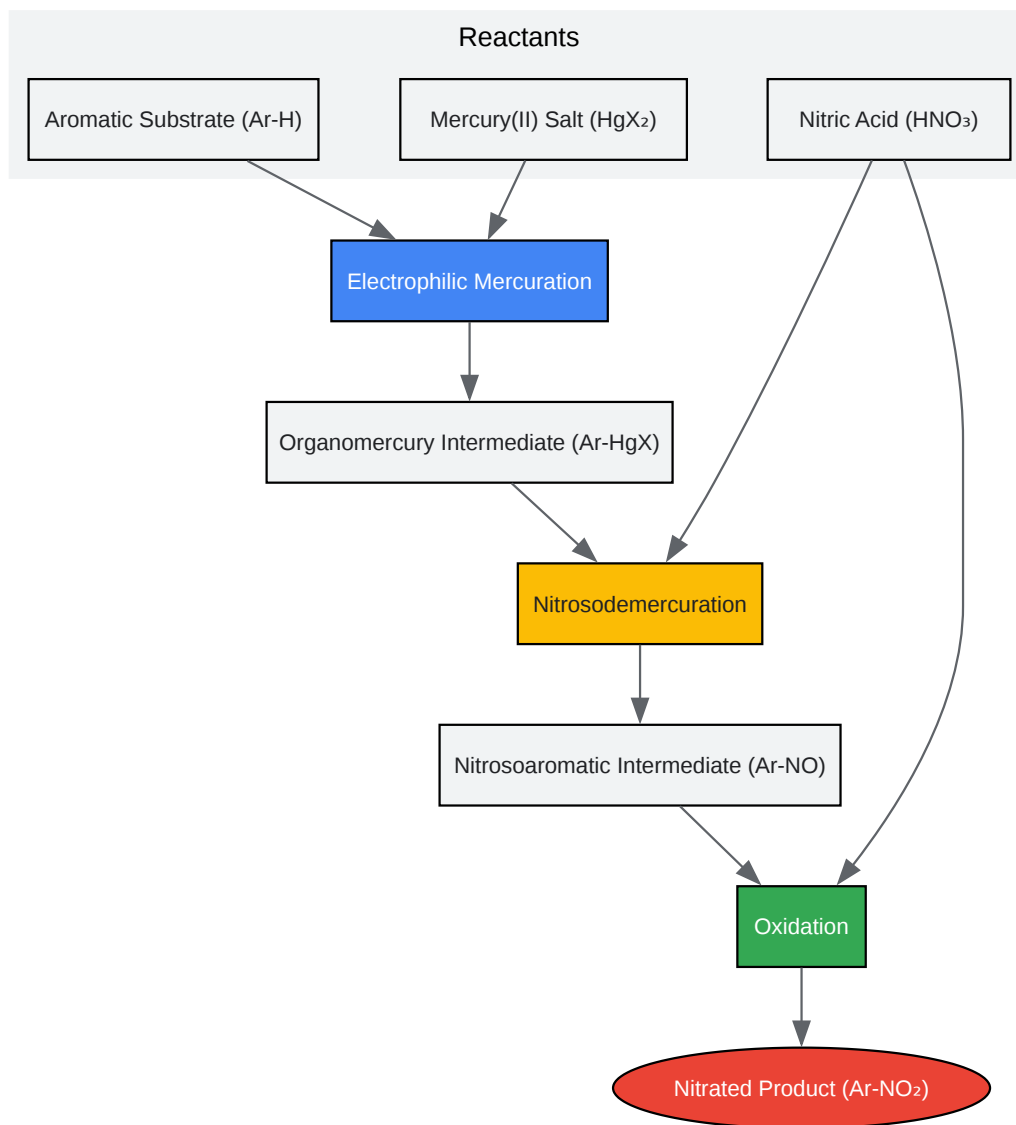 Reactants
Aromatic Substrate (Ar-H)
Mercury(II) Salt (HgX₂)
Nitric Acid (HNO₃)
Electrophilic Mercuration
Organomercury Intermediate (Ar-HgX)
Nitrosodemercuration
Nitrosoaromatic Intermediate (Ar-NO)
Oxidation
Nitrated Product (Ar-NO₂)